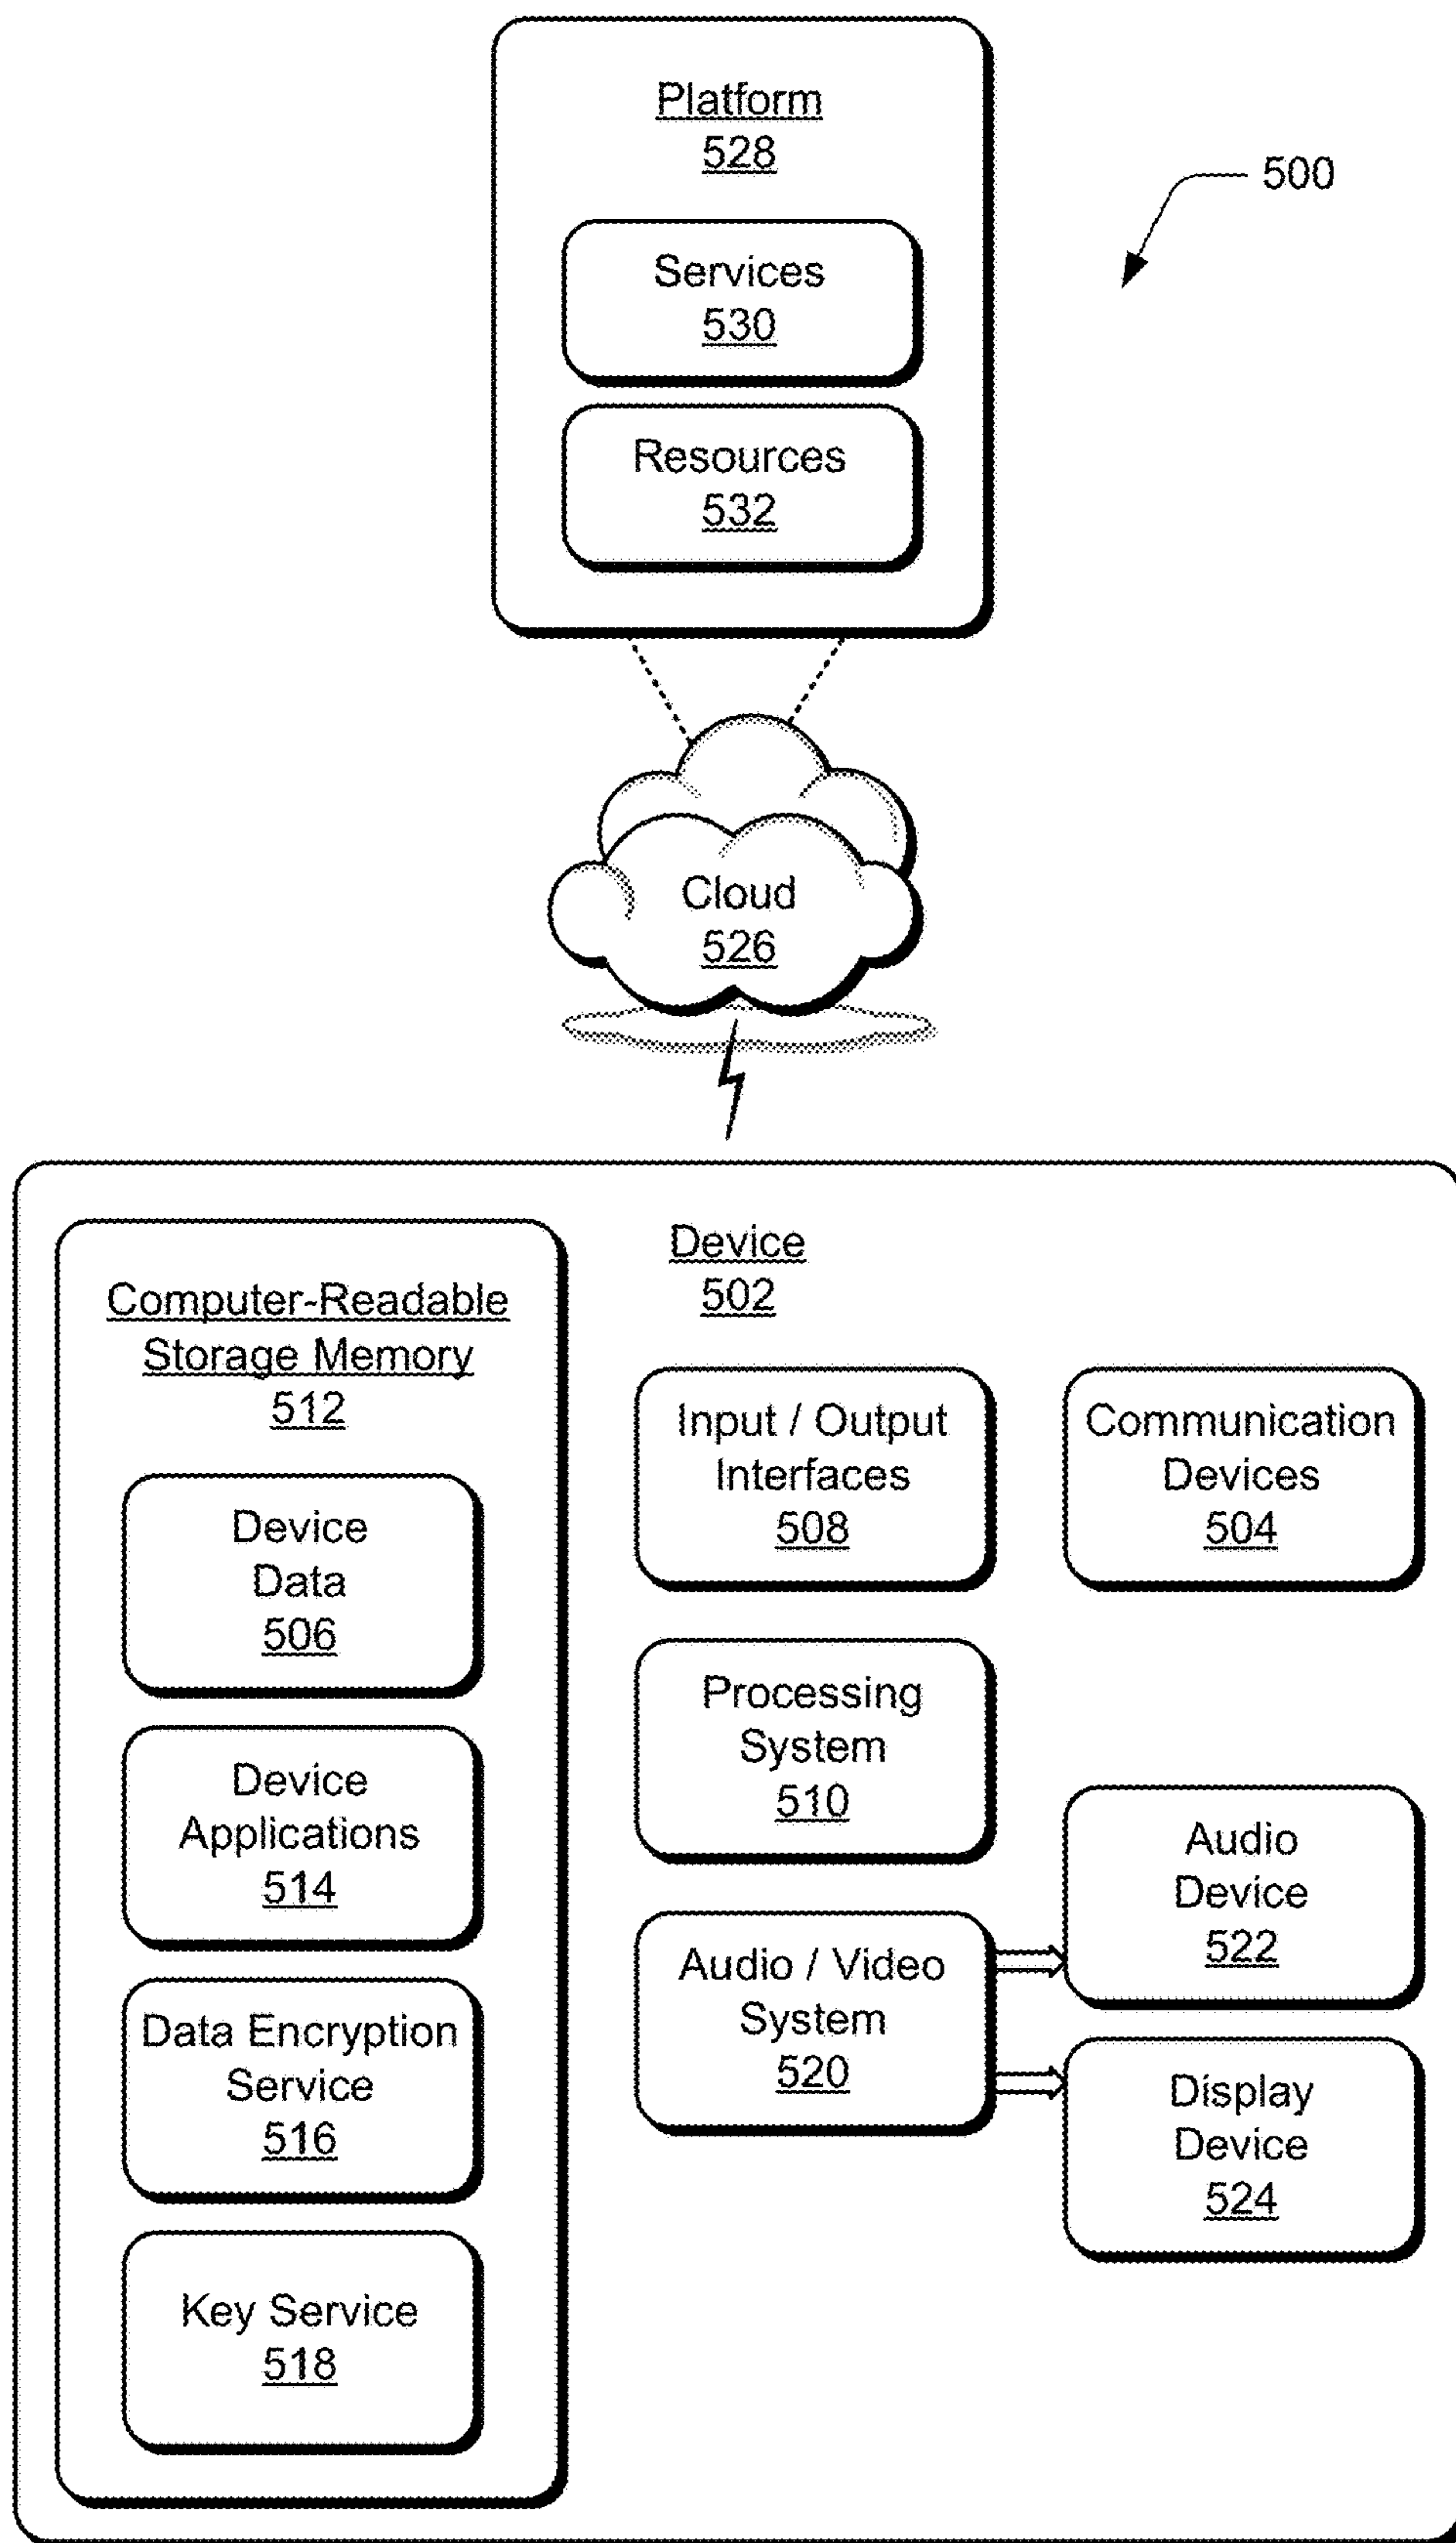 Platform
528
500
Services
530
Resources
532
Cloud
526
Device
502
Computer-Readable
Storage Memory
512
Device
Data
506
Device
Applications
514
Data Encryption
Service
516
Key Service
518
Input / Output
Interfaces
508
Communication
Devices
504
Processing
System
510
Audio / Video
System
520
Audio
Device
522
Display
Device
524